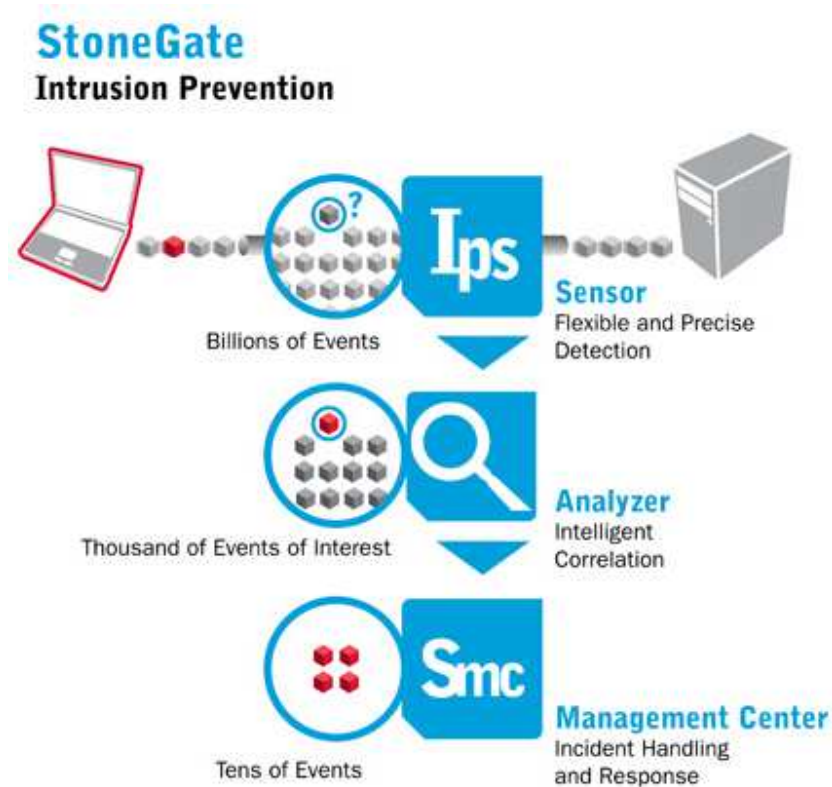 StoneGate
Intrusion Prevention
?
Ips
Sensor
Flexible and Precise
Detection
Billions of Events
Analyzer
Intelligent
Correlation
Thousand of Events of Interest
Smc
Management Center
Incident Handling
and Response
Tens of Events